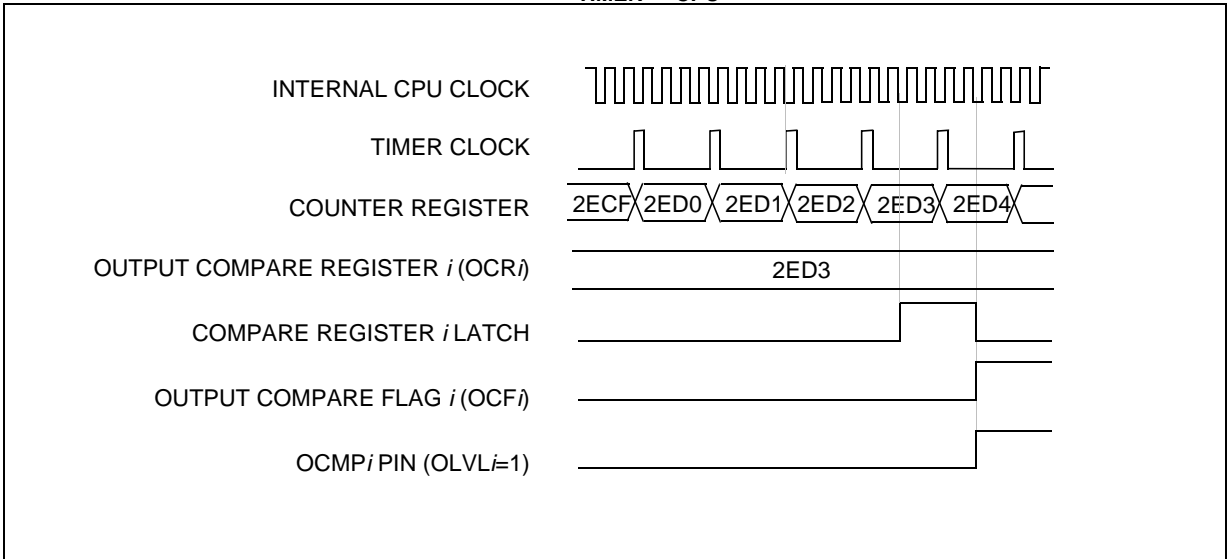 INTERNAL CPU CLOCK
TIMER CLOCK
COUNTER REGISTER 2ECF 2ED0 2ED1 2ED2 2ED3 2ED4
OUTPUT COMPARE REGISTER i (OCRi) 2ED3
COMPARE REGISTER i LATCH
OUTPUT COMPARE FLAG i (OCFi)
OCMPi PIN (OLVLi=1)